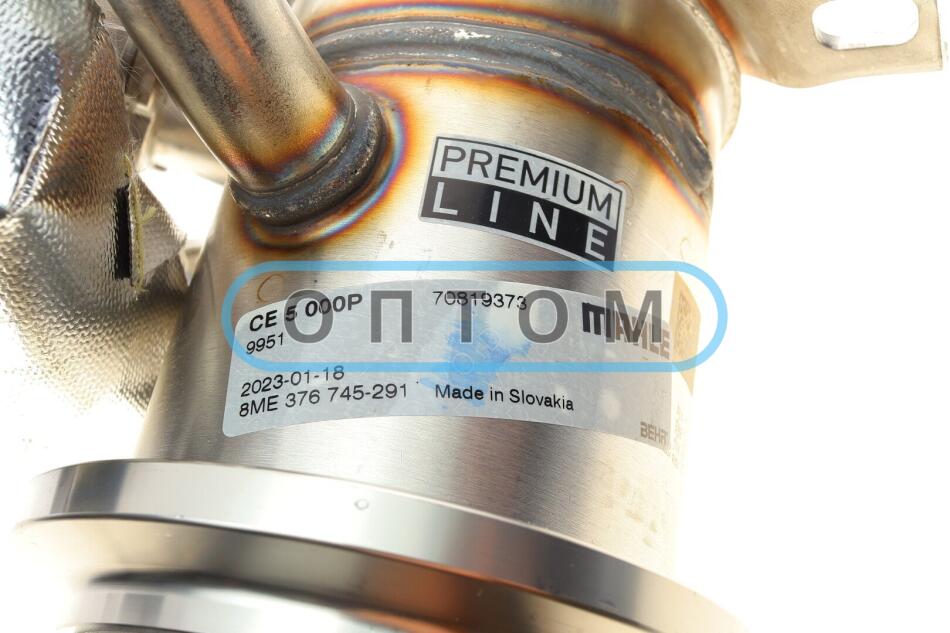 PREMIUM
LINE
CE 5 000P 70819373 MAHLE
9951
ОПТОМ
2023-01-18
8ME 376 745-291 Made in Slovakia
BEHR